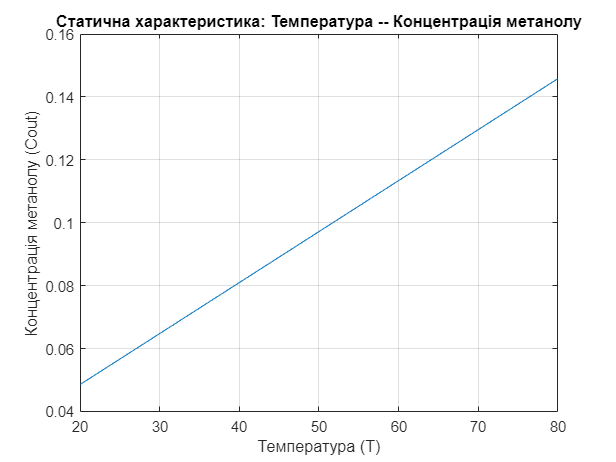 Статична характеристика: Температура -- Концентрація метанолу
0.16
0.14
0.12
0.1
0.08
0.06
0.04
Концентрація метанолу (Cout)
20 30 40 50 60 70 80
Температура (T)